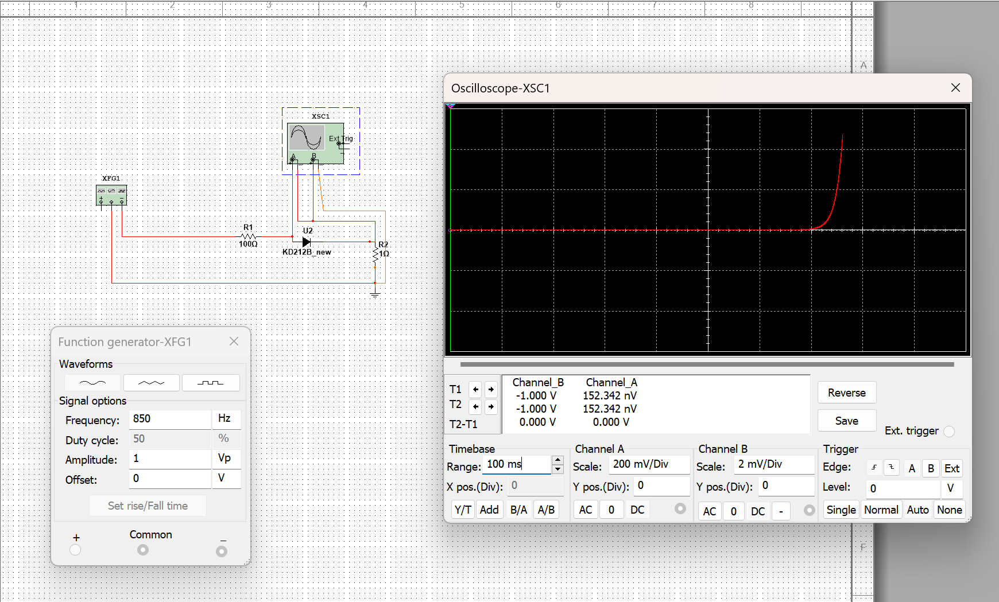 1 2 3 4 5 6 7 8
A
Oscilloscope-XSC1
XSC1
Ext Trig
A B
XFG1
R1
100Ω
U2
KD212B_new
R2
1Ω
Function generator-XFG1
Waveforms
Signal options
Frequency: 850 Hz
Duty cycle: 50 %
Amplitude: 1 Vp
Offset: 0 V
Set rise/Fall time
+ Common −
Channel_B Channel_A
T1 ← → -1.000 V 152.342 nV
T2 ← → -1.000 V 152.342 nV
T2-T1 0.000 V 0.000 V
Reverse
Save
Ext. trigger
Timebase
Range: 100 ms
X pos.(Div): 0
Y/T Add B/A A/B
Channel A
Scale: 200 mV/Div
Y pos.(Div): 0
AC 0 DC
Channel B
Scale: 2 mV/Div
Y pos.(Div): 0
AC 0 DC -
Trigger
Edge: A B Ext
Level: 0 V
Single Normal Auto None
F